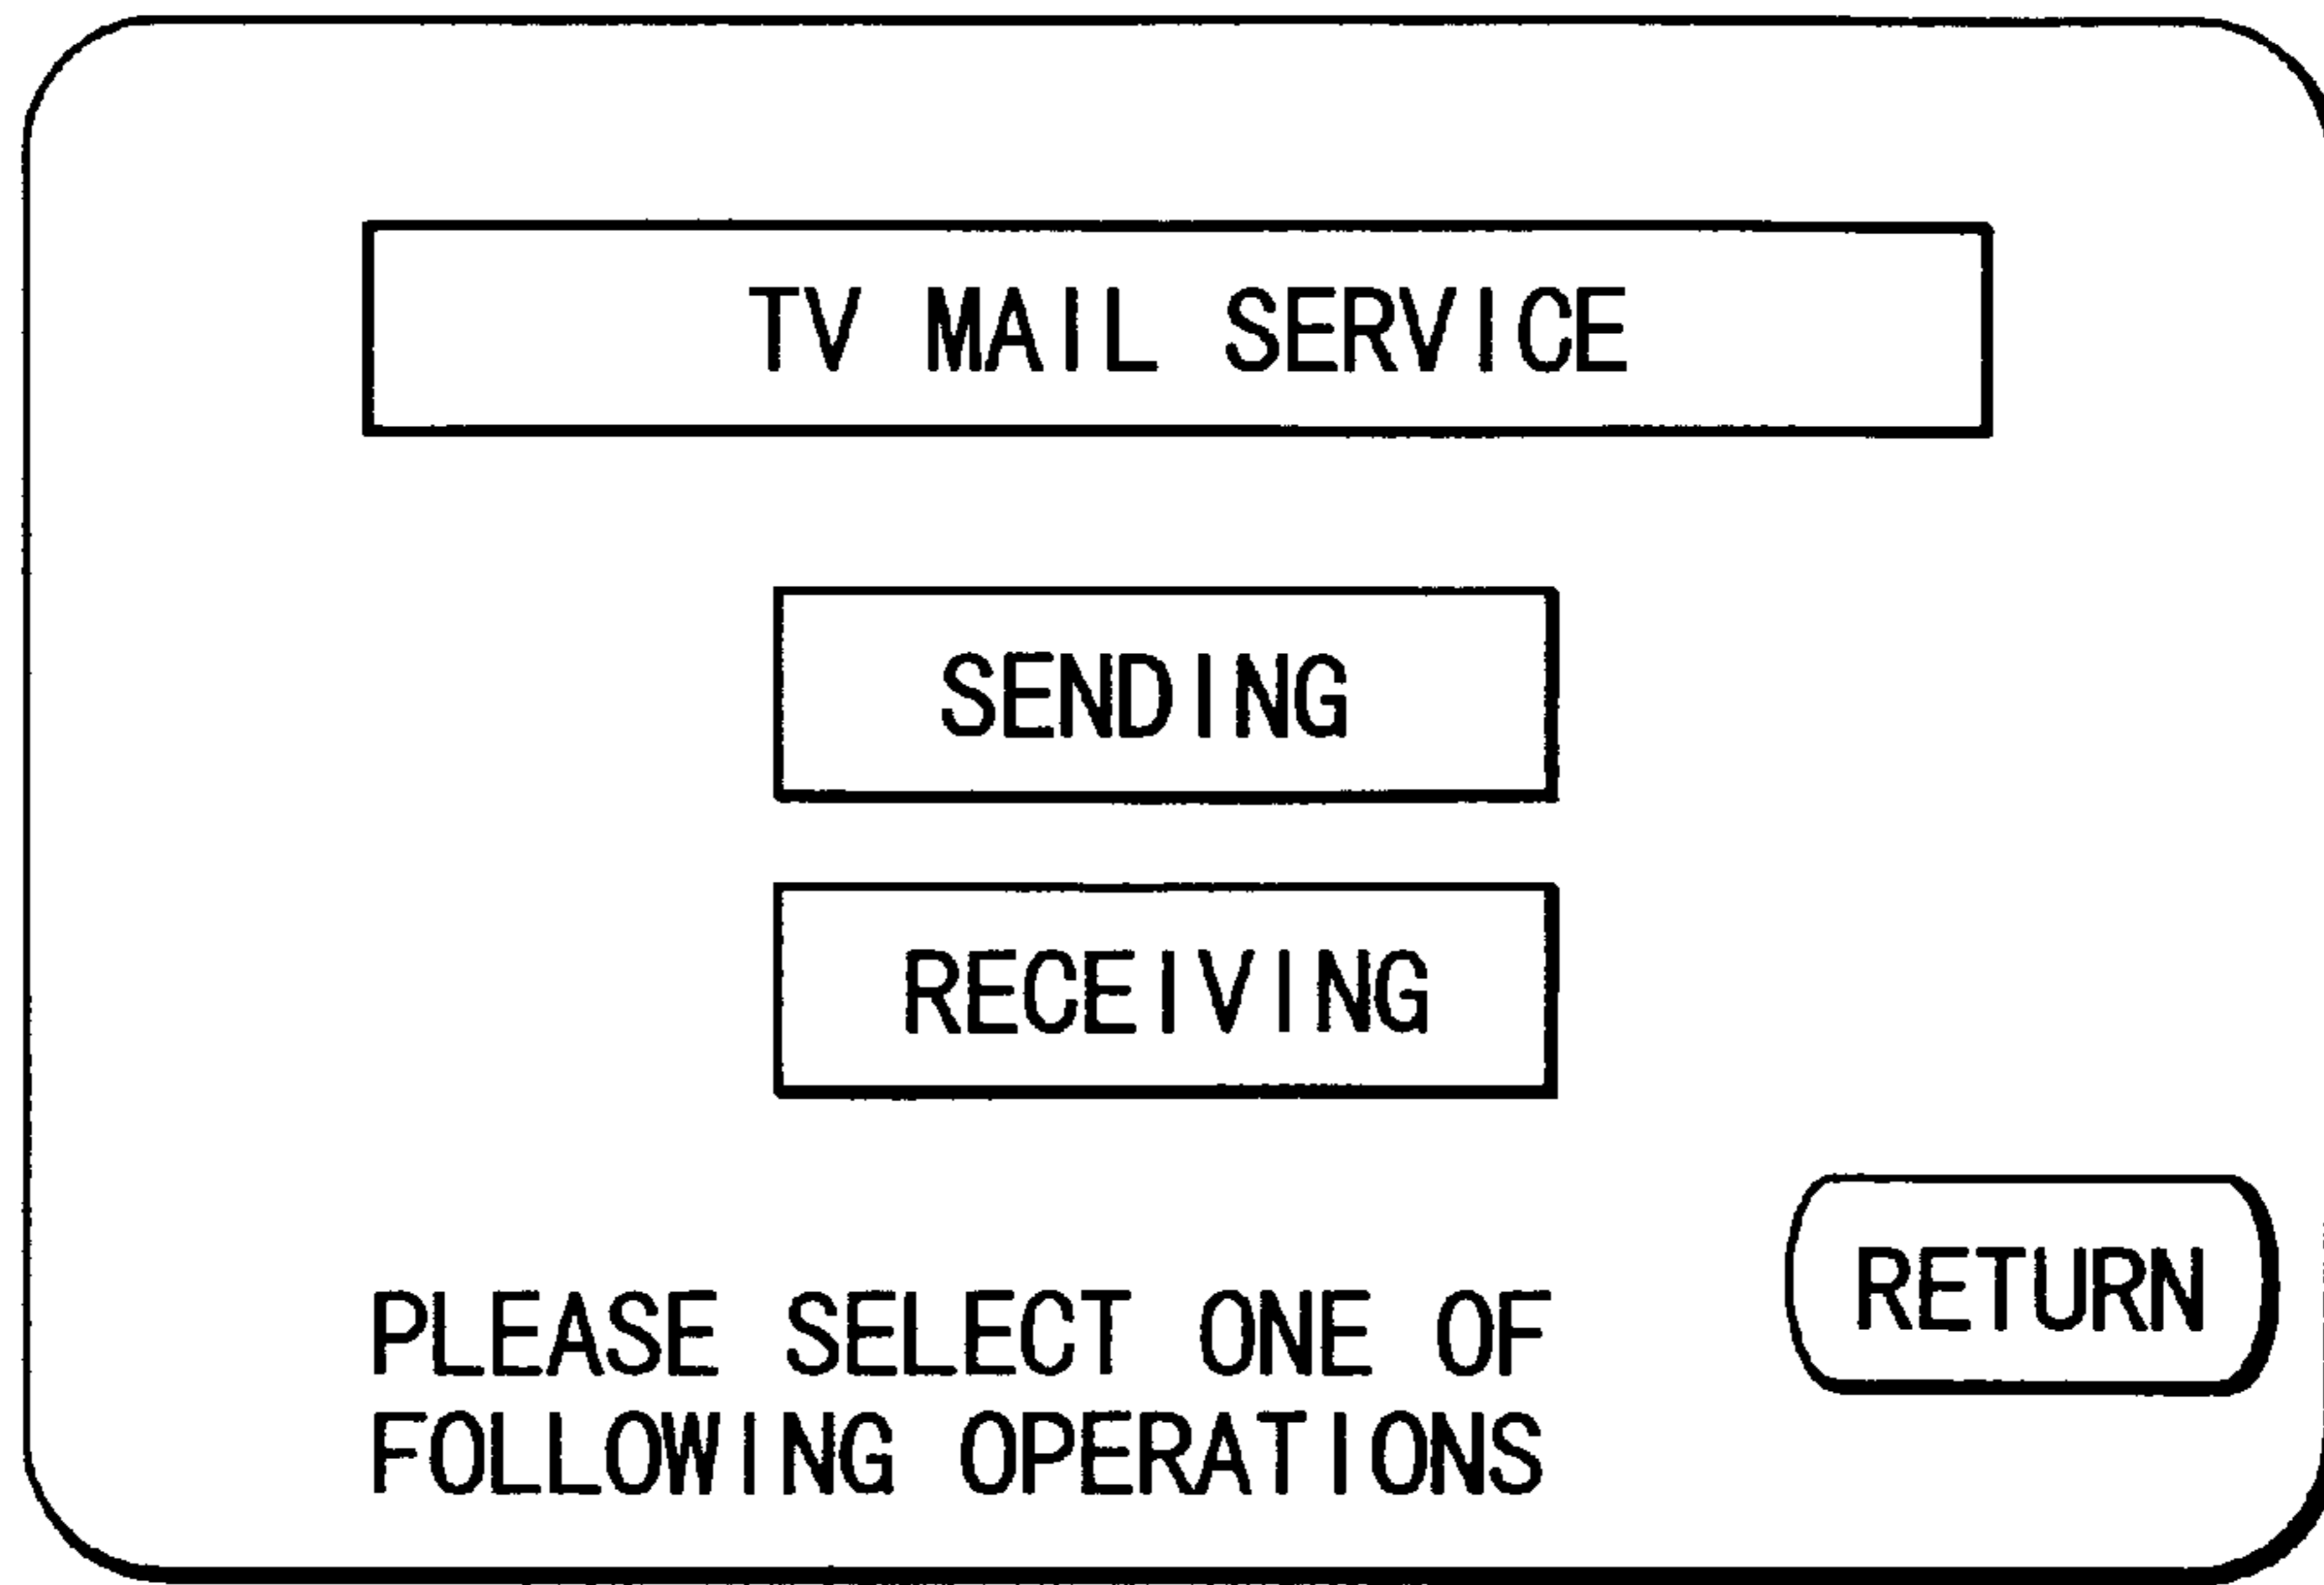 TV MAIL SERVICE
SENDING
RECEIVING
RETURN
PLEASE SELECT ONE OF
FOLLOWING OPERATIONS